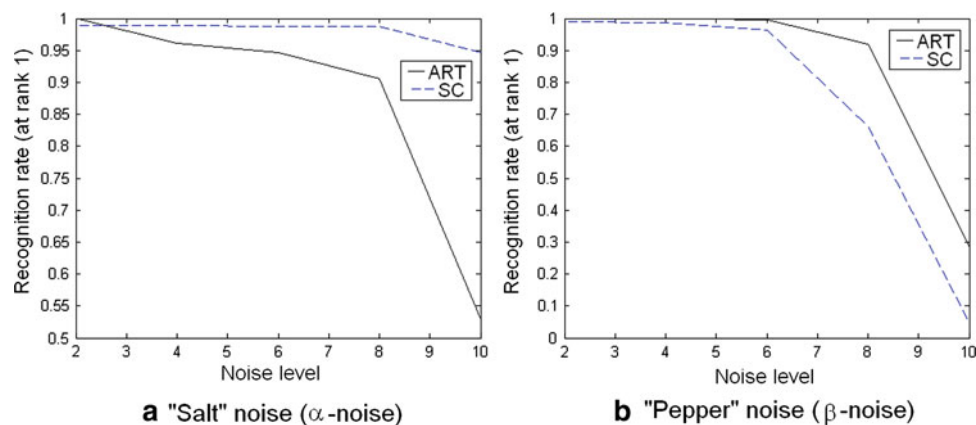 Recognition rate (at rank 1)
1
0.95
0.9
0.85
0.8
0.75
0.7
0.65
0.6
0.55
0.5
2 3 4 5 6 7 8 9 10
Noise level
ART
SC
a "Salt" noise (α-noise)
Recognition rate (at rank 1)
1
0.9
0.8
0.7
0.6
0.5
0.4
0.3
0.2
0.1
0
2 3 4 5 6 7 8 9 10
Noise level
ART
SC
b "Pepper" noise (β-noise)